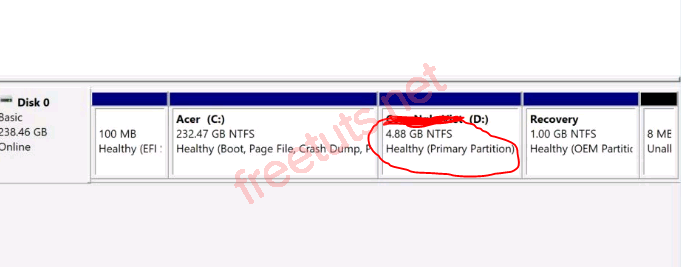 Disk 0
Basic
238.46 GB
Online
100 MB
Healthy (EFI
Acer (C:)
232.47 GB NTFS
Healthy (Boot, Page File, Crash Dump, P
(D:)
4.88 GB NTFS
Healthy (Primary Partition)
Recovery
1.00 GB NTFS
Healthy (OEM Partitic
8 ME
Unall
freetuts.net